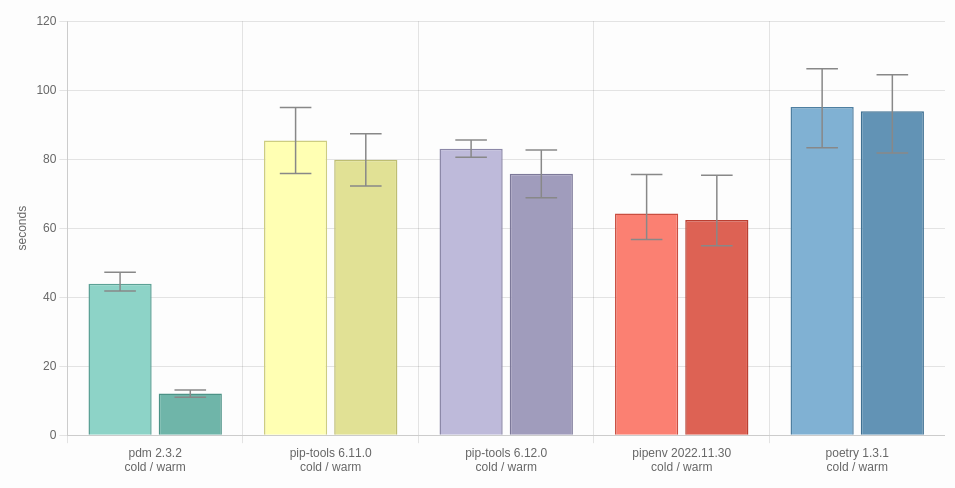 120
100
80
60
40
20
0
seconds
pdm 2.3.2
cold / warm
pip-tools 6.11.0
cold / warm
pip-tools 6.12.0
cold / warm
pipenv 2022.11.30
cold / warm
poetry 1.3.1
cold / warm